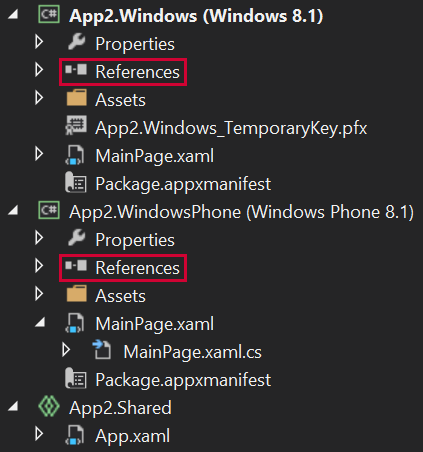 App2.Windows (Windows 8.1)
Properties
References
Assets
App2.Windows_TemporaryKey.pfx
MainPage.xaml
Package.appxmanifest
App2.WindowsPhone (Windows Phone 8.1)
Properties
References
Assets
MainPage.xaml
MainPage.xaml.cs
Package.appxmanifest
App2.Shared
App.xaml